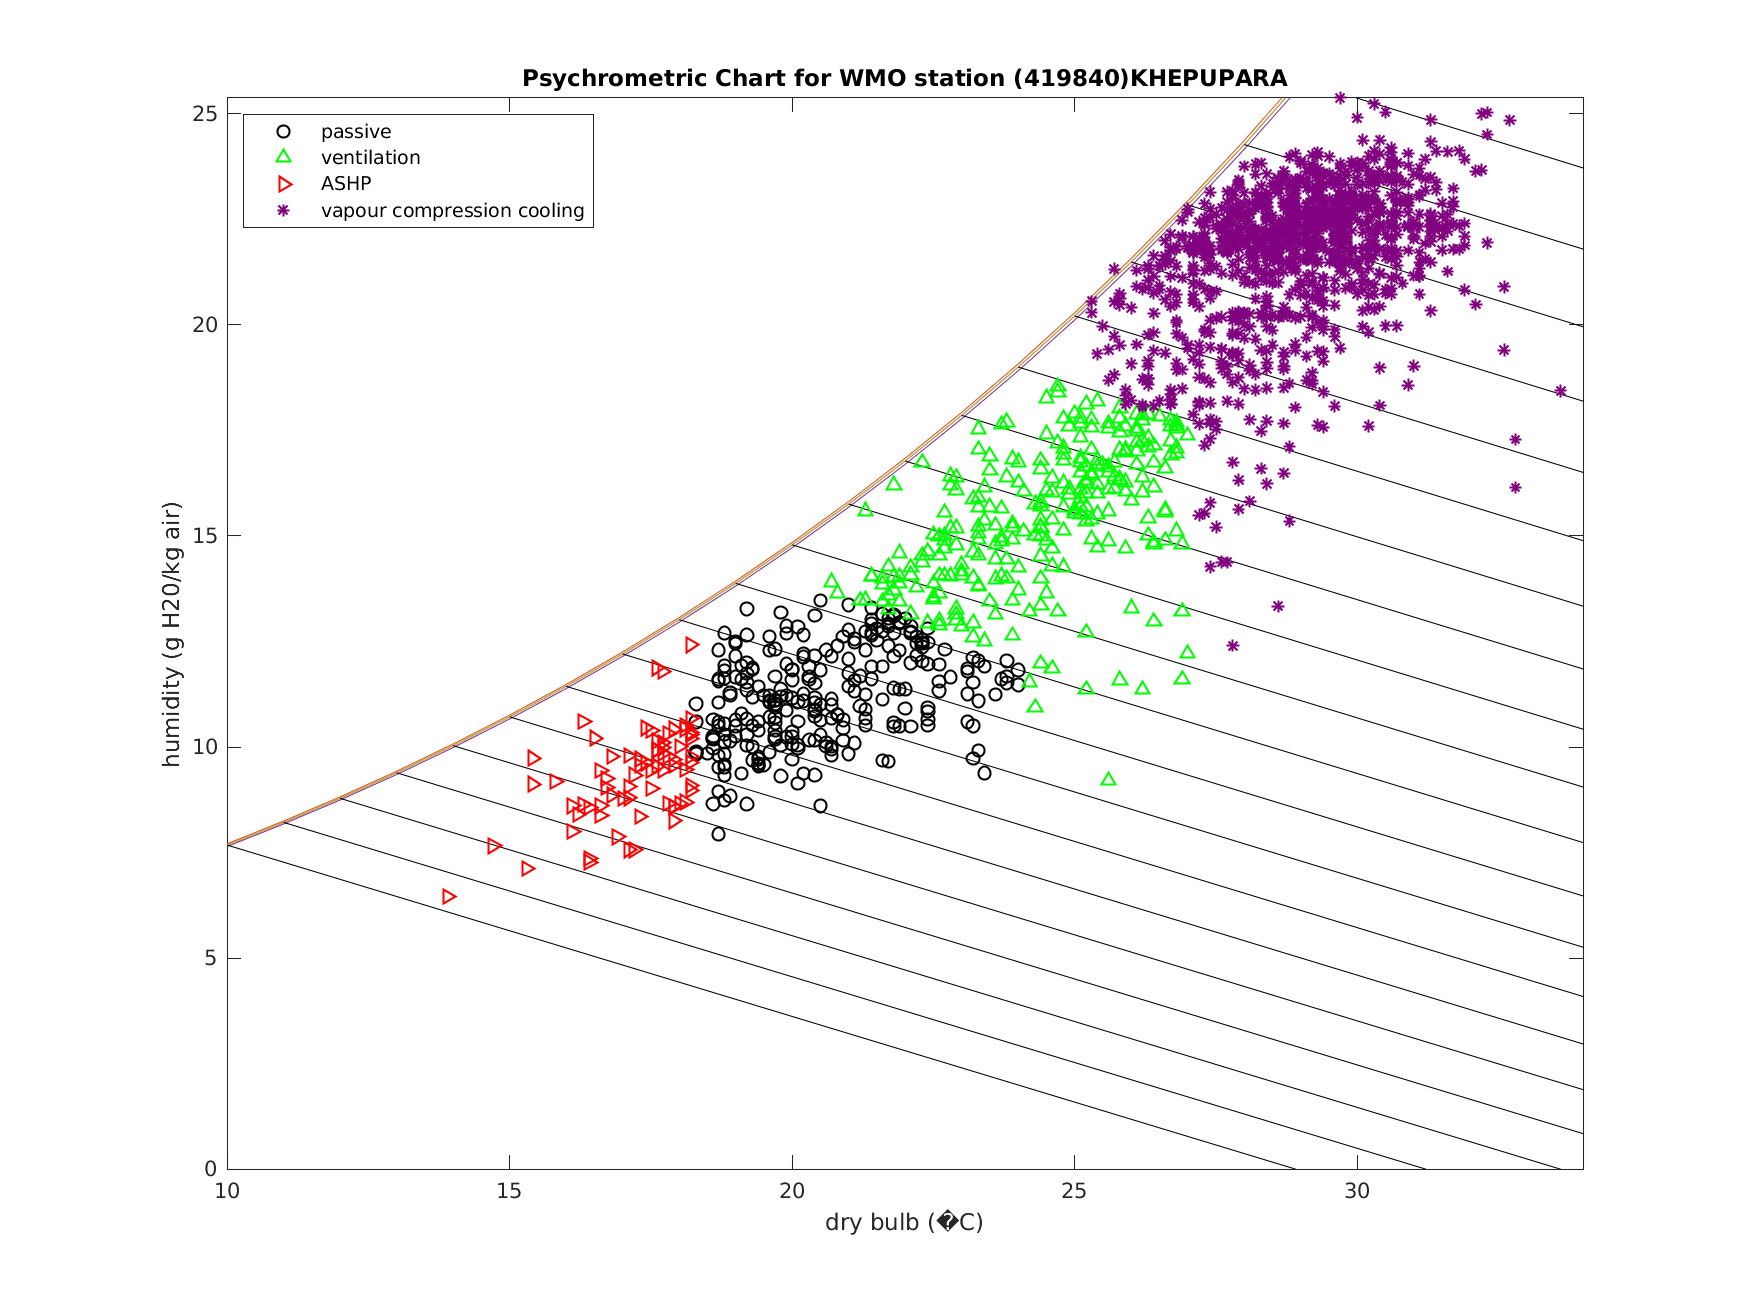 Psychrometric Chart for WMO station (419840)KHEPUPARA
passive
ventilation
ASHP
vapour compression cooling
humidity (g H20/kg air)
25
20
15
10
5
0
10 15 20 25 30
dry bulb (�C)